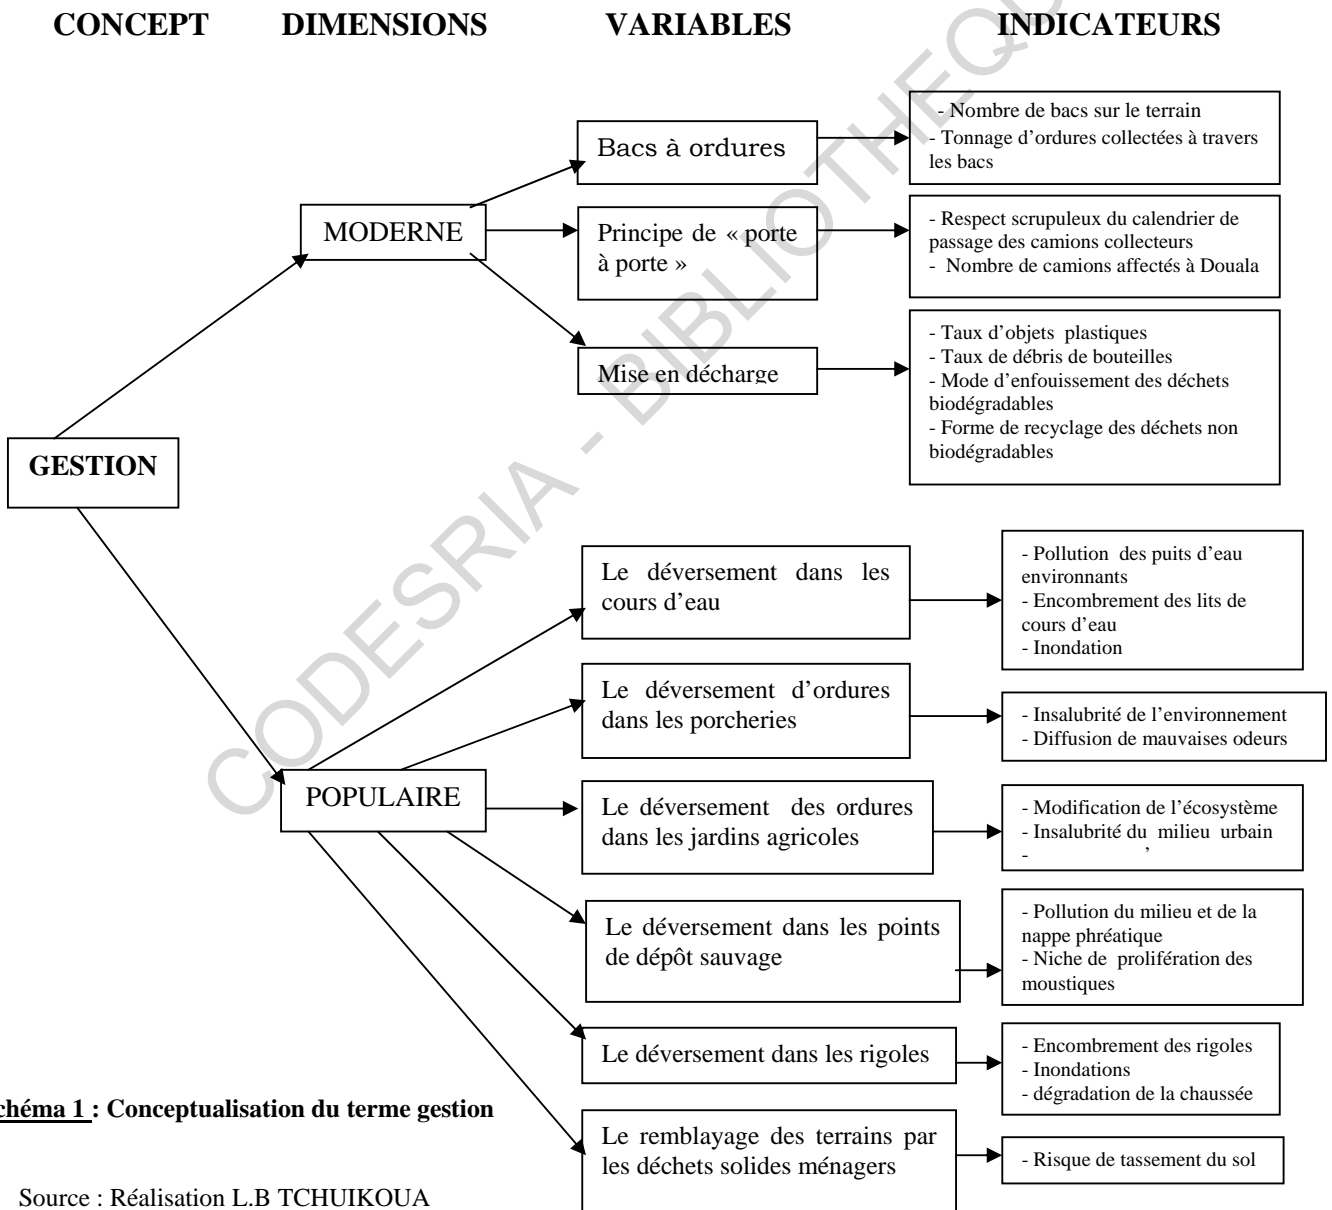 CONCEPT DIMENSIONS VARIABLES INDICATEURS
Bacs à ordures
- Nombre de bacs sur le terrain
- Tonnage d'ordures collectées à travers
les bacs
MODERNE
Principe de « porte
à porte »
- Respect scrupuleux du calendrier de
passage des camions collecteurs
- Nombre de camions affectés à Douala
Mise en décharge
- Taux d'objets plastiques
- Taux de débris de bouteilles
- Mode d'enfouissement des déchets
biodégradables
- Forme de recyclage des déchets non
biodégradables
GESTION
Le déversement dans les
cours d'eau
- Pollution des puits d'eau
environnants
- Encombrement des lits de
cours d'eau
- Inondation
Le déversement d'ordures
dans les porcheries
- Insalubrité de l'environnement
- Diffusion de mauvaises odeurs
POPULAIRE
Le déversement des ordures
dans les jardins agricoles
- Modification de l'écosystème
- Insalubrité du milieu urbain
- '
Le déversement dans les points
de dépôt sauvage
- Pollution du milieu et de la
nappe phréatique
- Niche de prolifération des
moustiques
Le déversement dans les rigoles
- Encombrement des rigoles
- Inondations
- dégradation de la chaussée
Le remblayage des terrains par
les déchets solides ménagers
- Risque de tassement du sol
chéma 1 : Conceptualisation du terme gestion
Source : Réalisation L.B TCHUIKOUA
CODESRIA - BIBLIOTHEQU